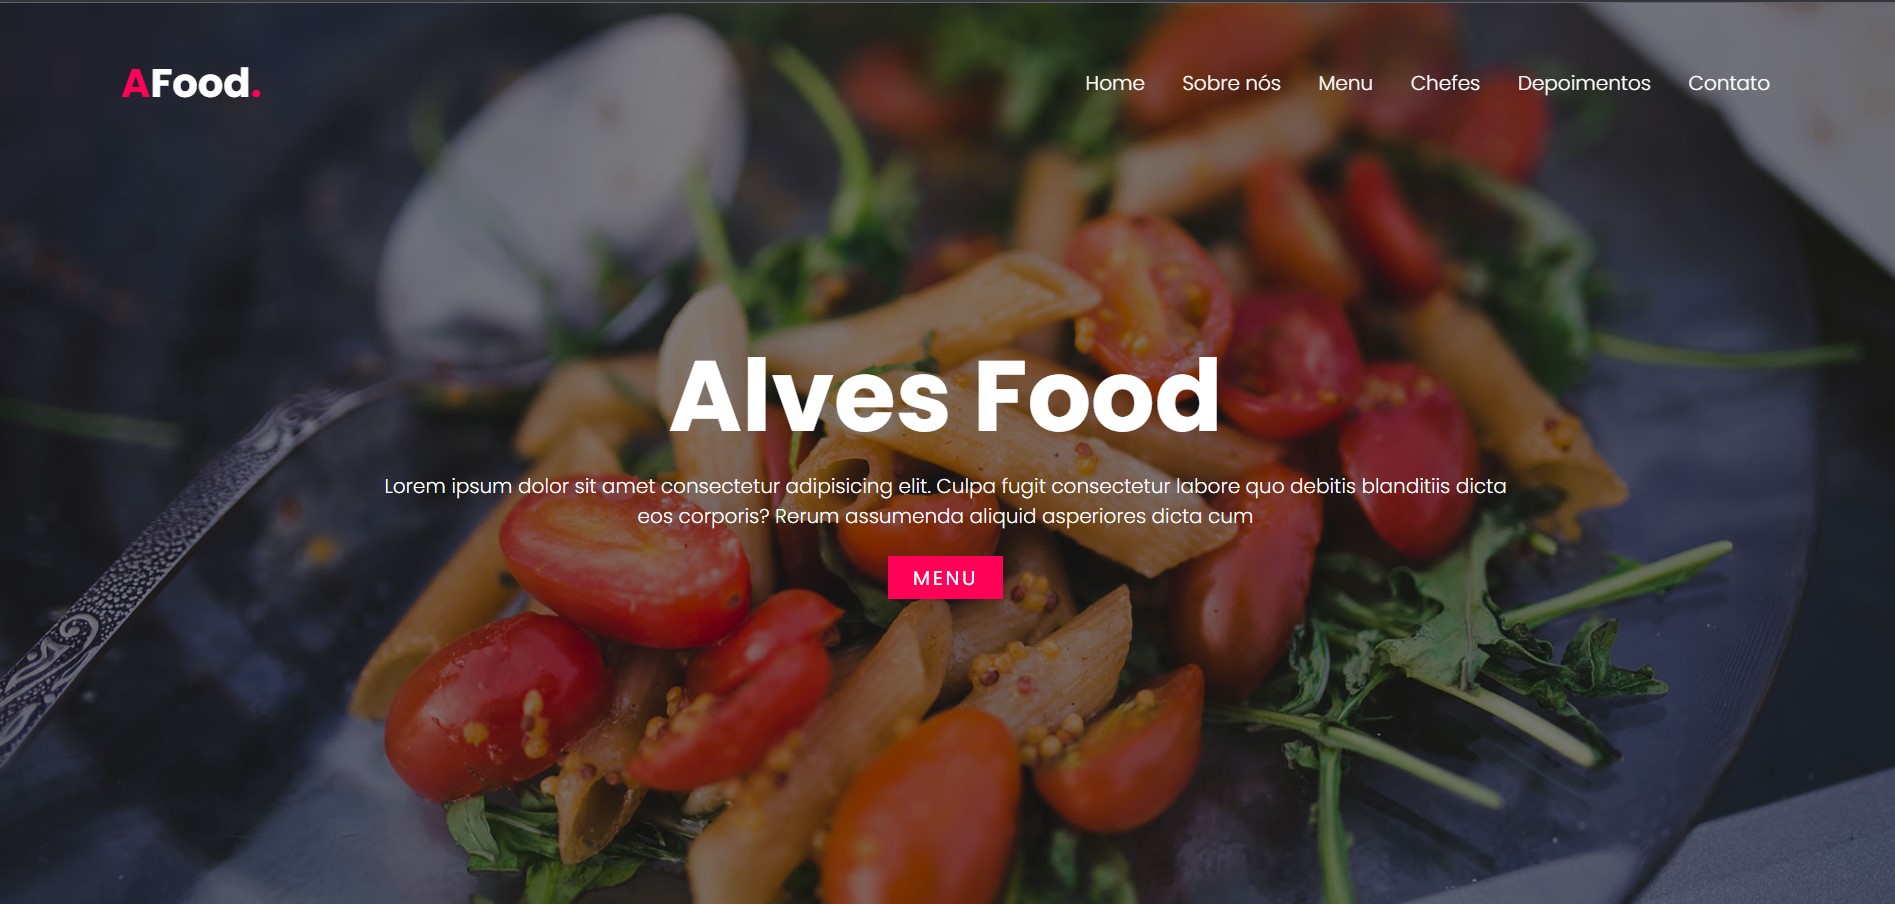 AFood.
Home Sobre nós Menu Chefes Depoimentos Contato
Alves Food
Lorem ipsum dolor sit amet consectetur adipisicing elit. Culpa fugit consectetur labore quo debitis blanditiis dicta
eos corporis? Rerum assumenda aliquid asperiores dicta cum
MENU